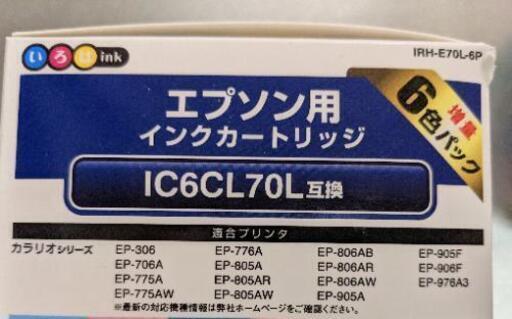 いろは ink
IRH-E70L-6P
エプソン用
インクカートリッジ
増量
6色パック
IC6CL70L互換
適合プリンタ
カラリオシリーズ
EP-306 EP-776A EP-806AB EP-905F
EP-706A EP-805A EP-806AR EP-906F
EP-775A EP-805AR EP-806AW EP-976A3
EP-775AW EP-805AW EP-905A
※最新の対応機種情報は弊社ホームページをご確認ください。